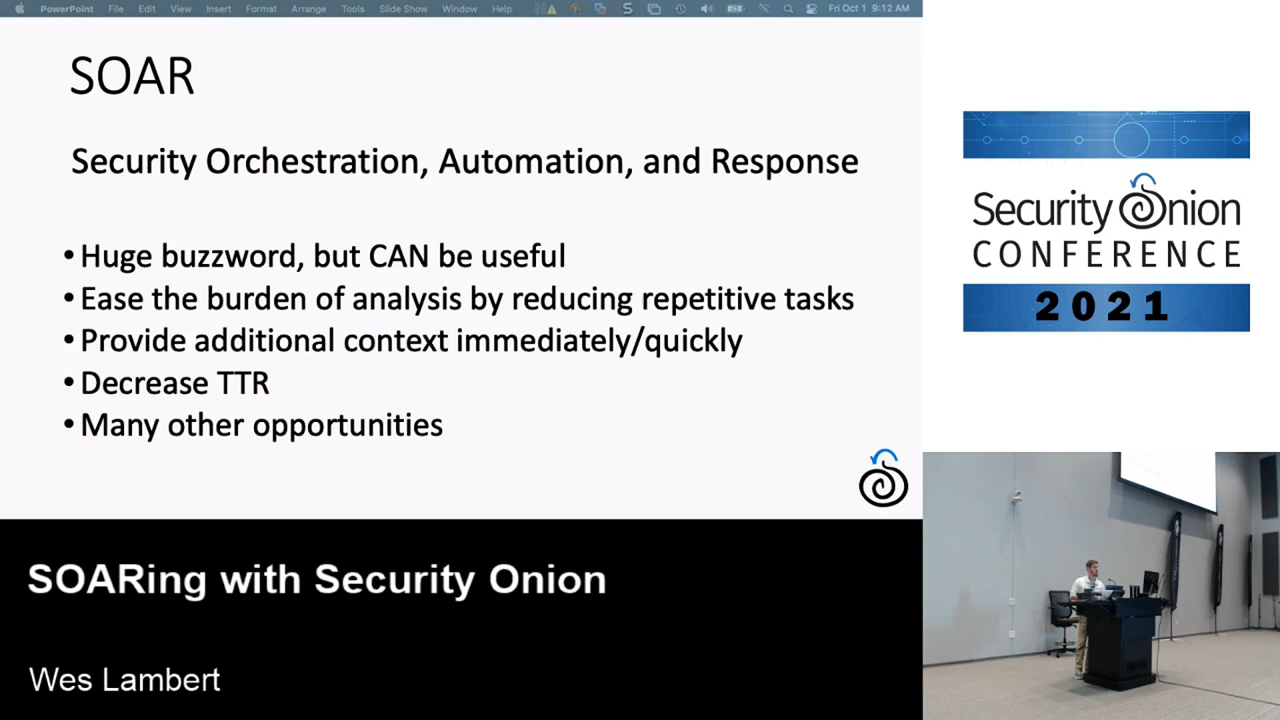 PowerPoint File Edit View Insert Format Arrange Tools Slide Show Window Help Fri Oct 1 9:12 AM
SOAR
Security Orchestration, Automation, and Response
• Huge buzzword, but CAN be useful
• Ease the burden of analysis by reducing repetitive tasks
• Provide additional context immediately/quickly
• Decrease TTR
• Many other opportunities
Security Onion
CONFERENCE
2021
SOARing with Security Onion
Wes Lambert